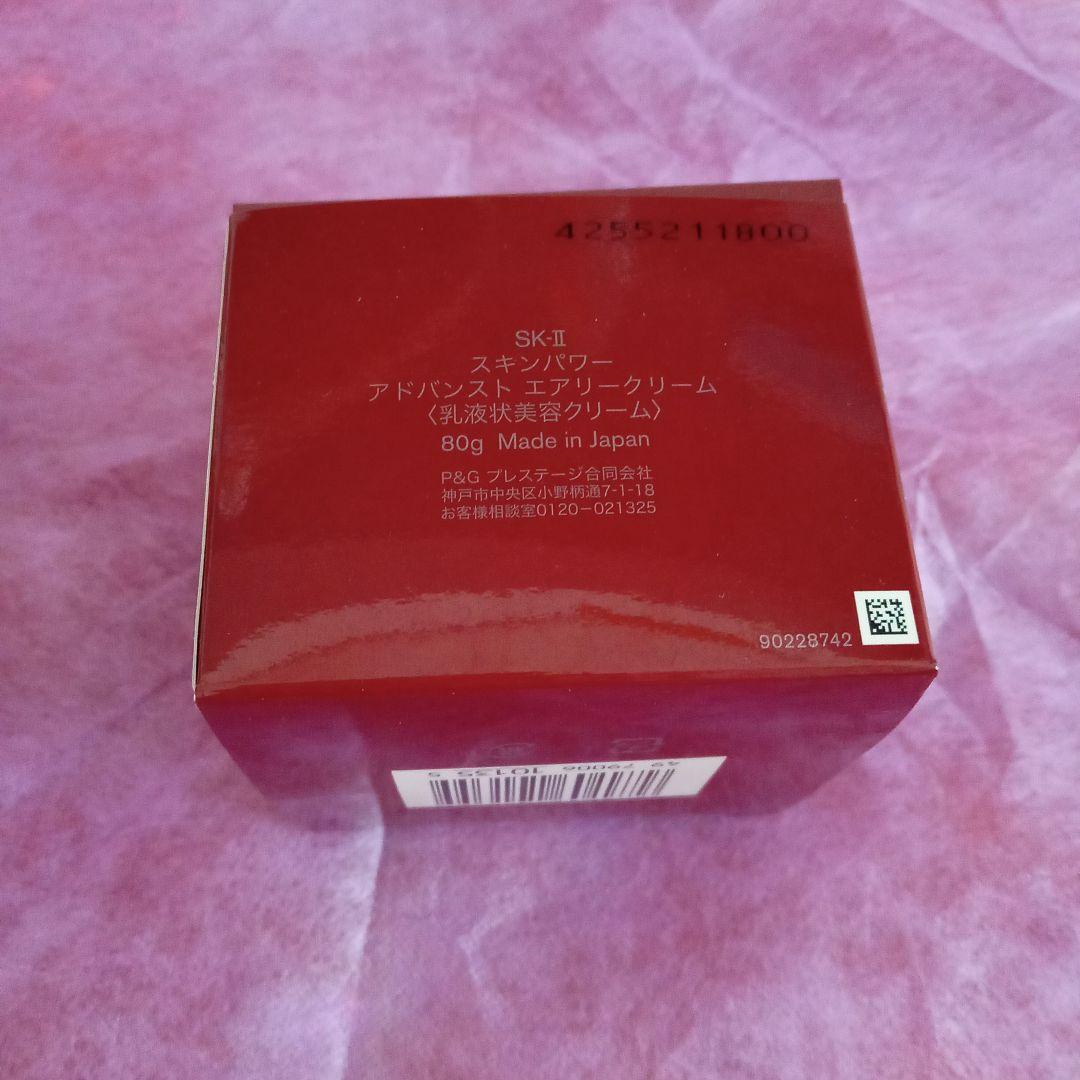 4255211800
SK-Ⅱ
スキンパワー
アドバンスト エアリークリーム
〈乳液状美容クリーム〉
80g Made in Japan
P&G プレステージ合同会社
神戸市中央区小野柄通7-1-18
お客様相談室0120-021325
90228742
4979006101355